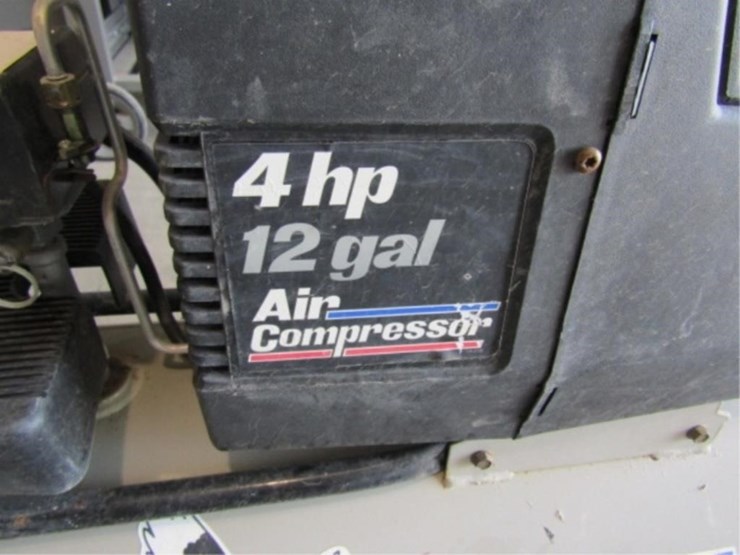 4 hp
12 gal
Air
Compressor